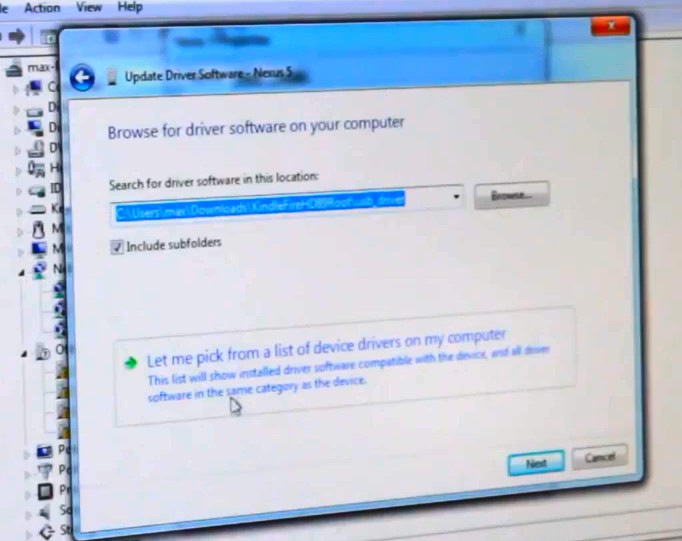 Action View Help
Update Driver Software - Nexus 5
Browse for driver software on your computer
Search for driver software in this location:
C:\Users\max\Downloads\KindleFireHD89Root\usb_driver
Browse...
Include subfolders
Let me pick from a list of device drivers on my computer
This list will show installed driver software compatible with the device, and all driver
software in the same category as the device.
Next
Cancel